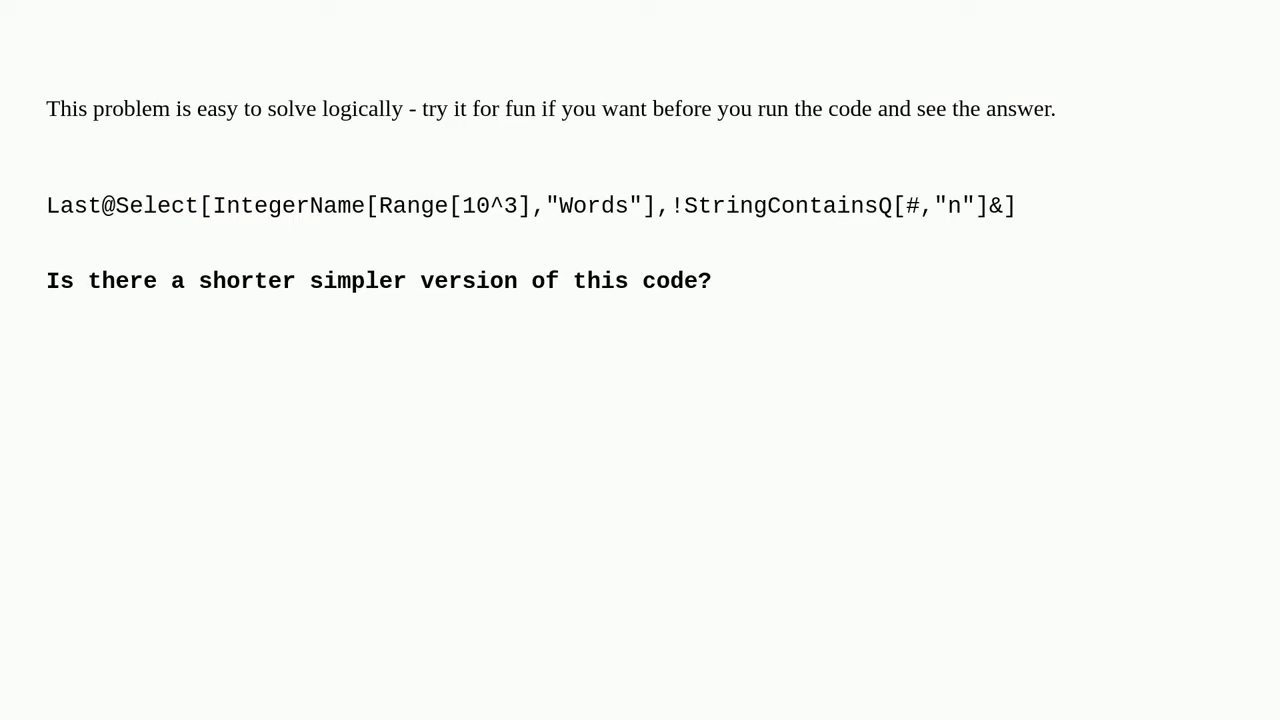 This problem is easy to solve logically - try it for fun if you want before you run the code and see the answer.
Last@Select[IntegerName[Range[10^3],"Words"],!StringContainsQ[#,"n"]&]
Is there a shorter simpler version of this code?